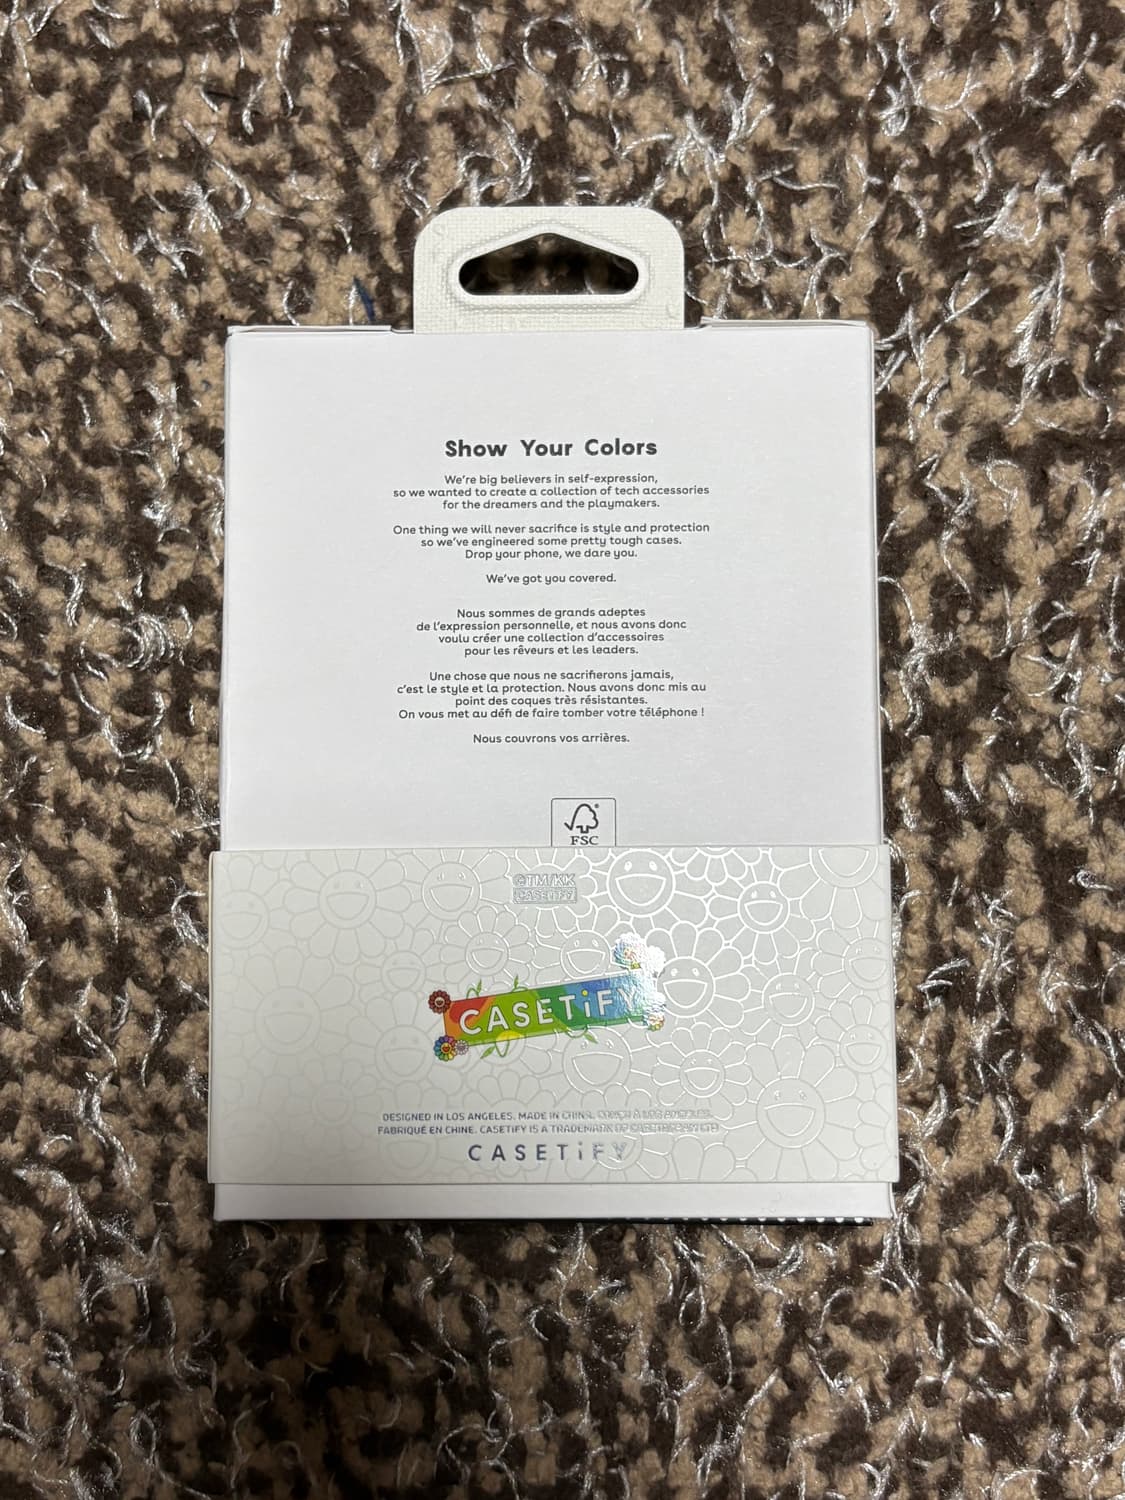 Show Your Colors
We're big believers in self-expression,
so we wanted to create a collection of tech accessories
for the dreamers and the playmakers.
One thing we will never sacrifice is style and protection
so we've engineered some pretty tough cases.
Drop your phone, we dare you.
We've got you covered.
Nous sommes de grands adeptes
de l'expression personnelle, et nous avons donc
voulu créer une collection d'accessoires
pour les rêveurs et les leaders.
Une chose que nous ne sacrifierons jamais,
c'est le style et la protection. Nous avons donc mis au
point des coques très résistantes.
On vous met au défi de faire tomber votre téléphone !
Nous couvrons vos arrières.
FSC
©TM/KK
CASETiFY
CASETiFY
DESIGNED IN LOS ANGELES. MADE IN CHINA. CONÇU À LOS ANGELES.
FABRIQUÉ EN CHINE. CASETiFY IS A TRADEMARK OF
CASETiFY